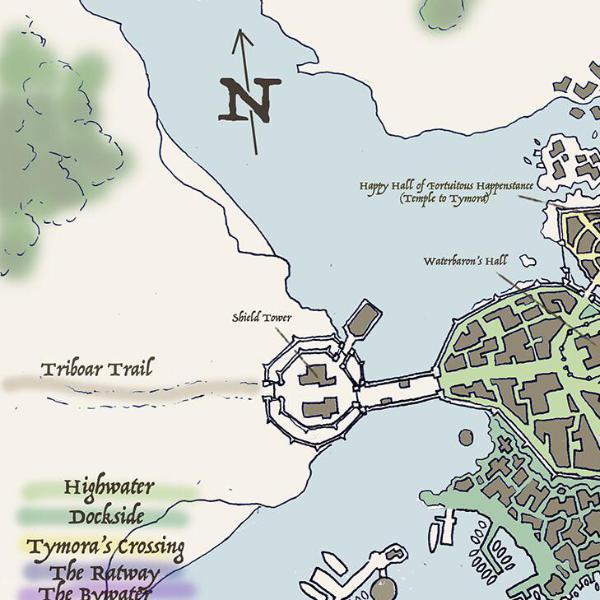 N
Happy Hall of Fortuitous Happenstance
(Temple to Tymora)
Waterbaron's Hall
Shield Tower
Triboar Trail
Highwater
Dockside
Tymora's Crossing
The Ratway
The Bywater